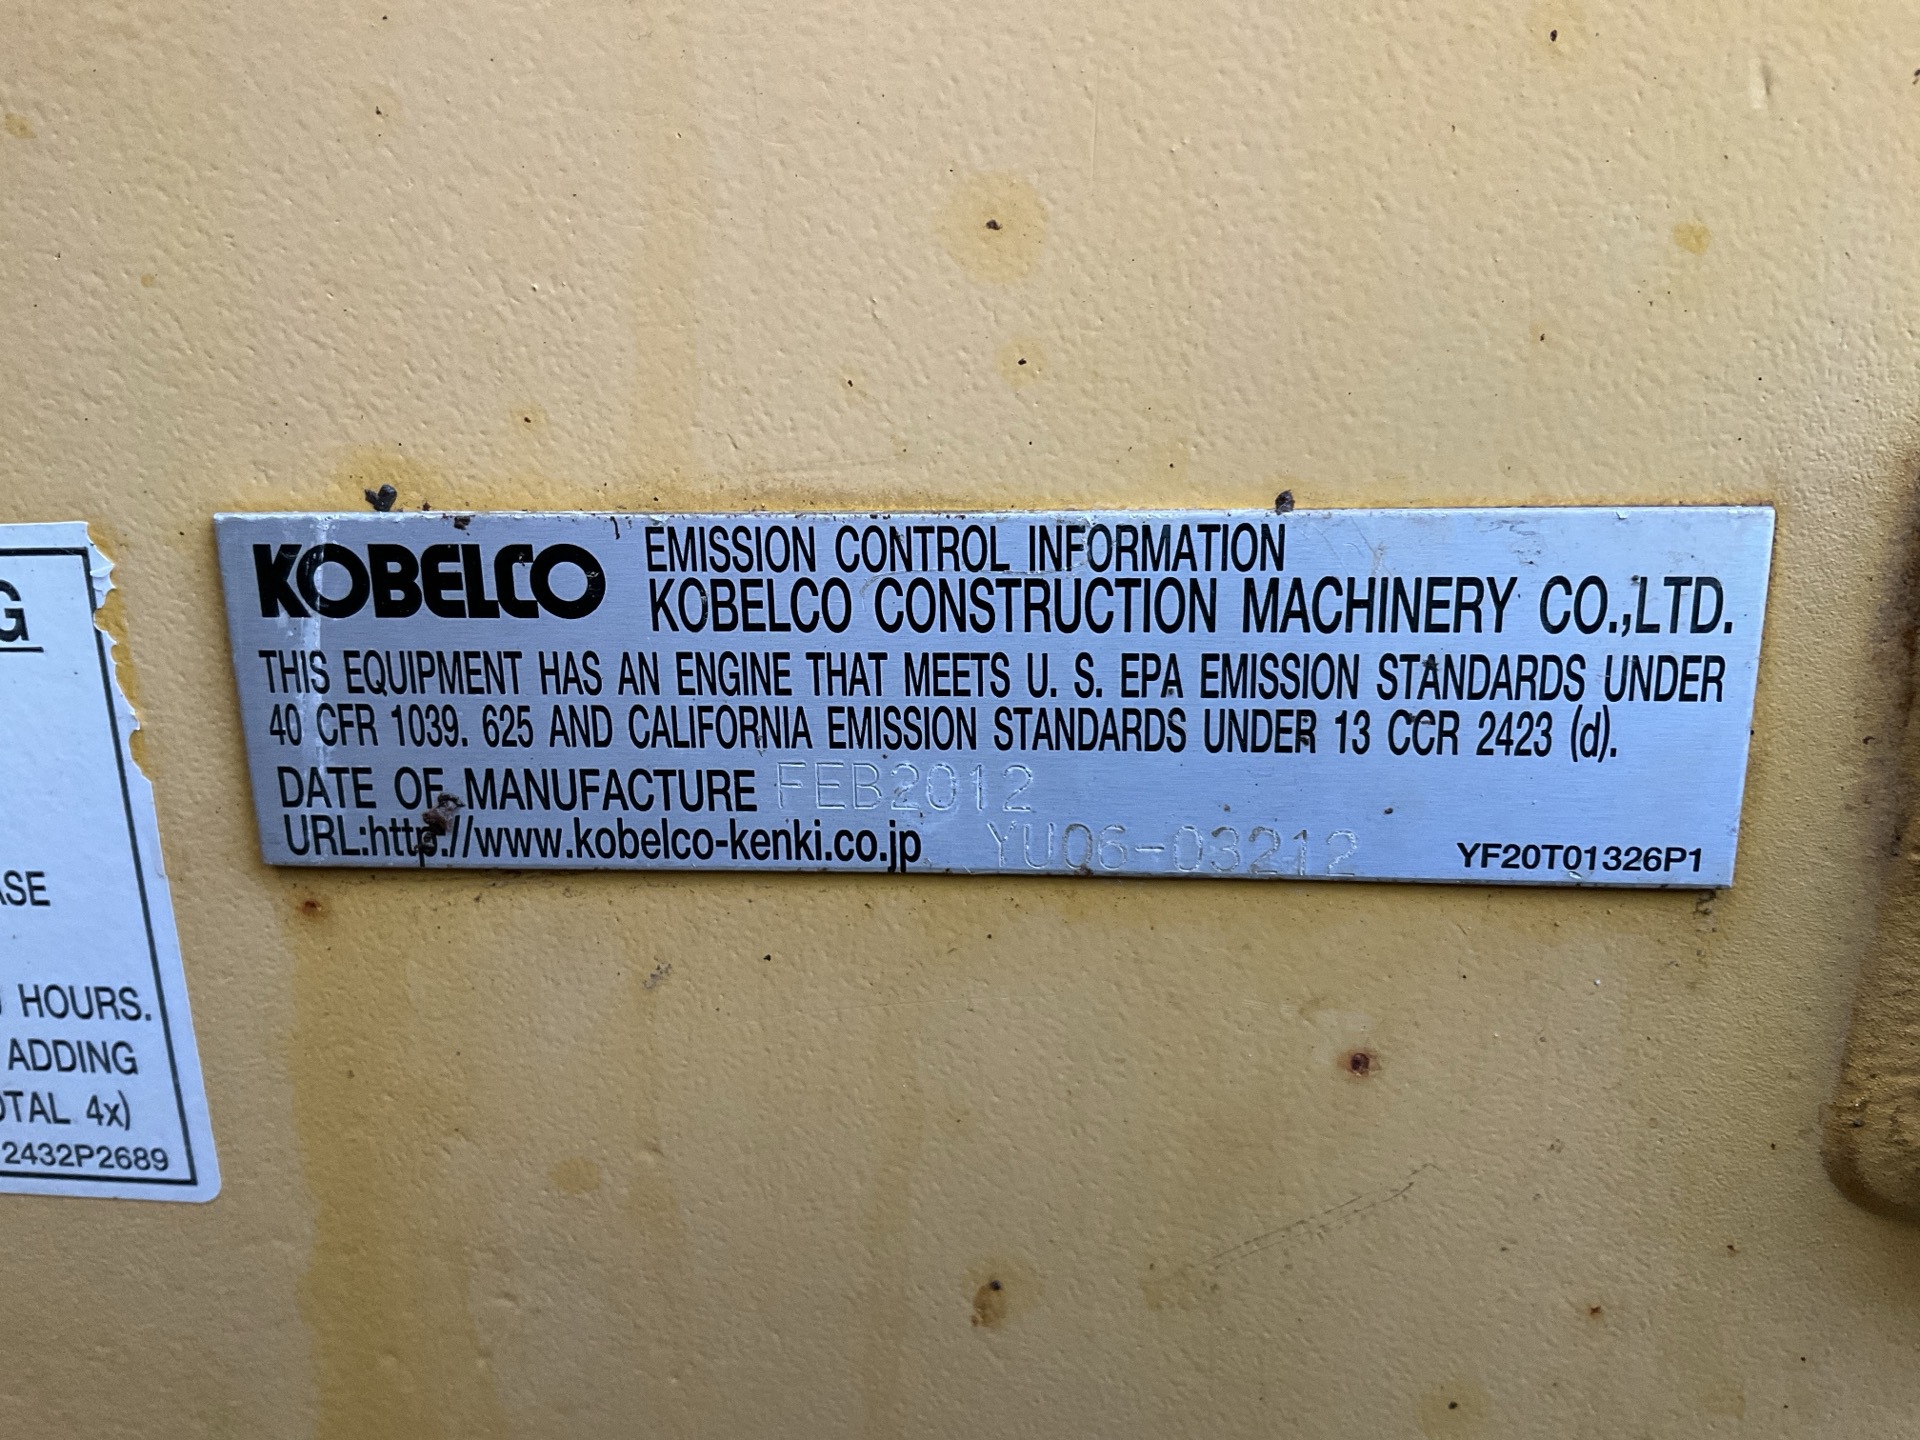 KOBELCO
EMISSION CONTROL INFORMATION
KOBELCO CONSTRUCTION MACHINERY CO.,LTD.
THIS EQUIPMENT HAS AN ENGINE THAT MEETS U. S. EPA EMISSION STANDARDS UNDER
40 CFR 1039. 625 AND CALIFORNIA EMISSION STANDARDS UNDER 13 CCR 2423 (d).
DATE OF MANUFACTURE FEB2012
URL:http://www.kobelco-kenki.co.jp YU06-03212 YF20T01326P1
G
HOURS.
ADDING
4x)
2432P2689